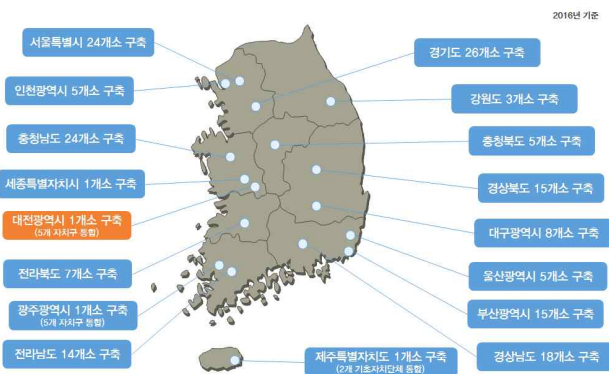 2016년 기준
서울특별시 24개소 구축
경기도 26개소 구축
인천광역시 5개소 구축
강원도 3개소 구축
충청남도 24개소 구축
충청북도 5개소 구축
세종특별자치시 1개소 구축
경상북도 15개소 구축
대전광역시 1개소 구축
(5개 자치구 통합)
대구광역시 8개소 구축
전라북도 7개소 구축
울산광역시 5개소 구축
광주광역시 1개소 구축
(5개 자치구 통합)
부산광역시 15개소 구축
전라남도 14개소 구축
제주특별자치도 1개소 구축
(2개 기초자치단체 통합)
경상남도 18개소 구축